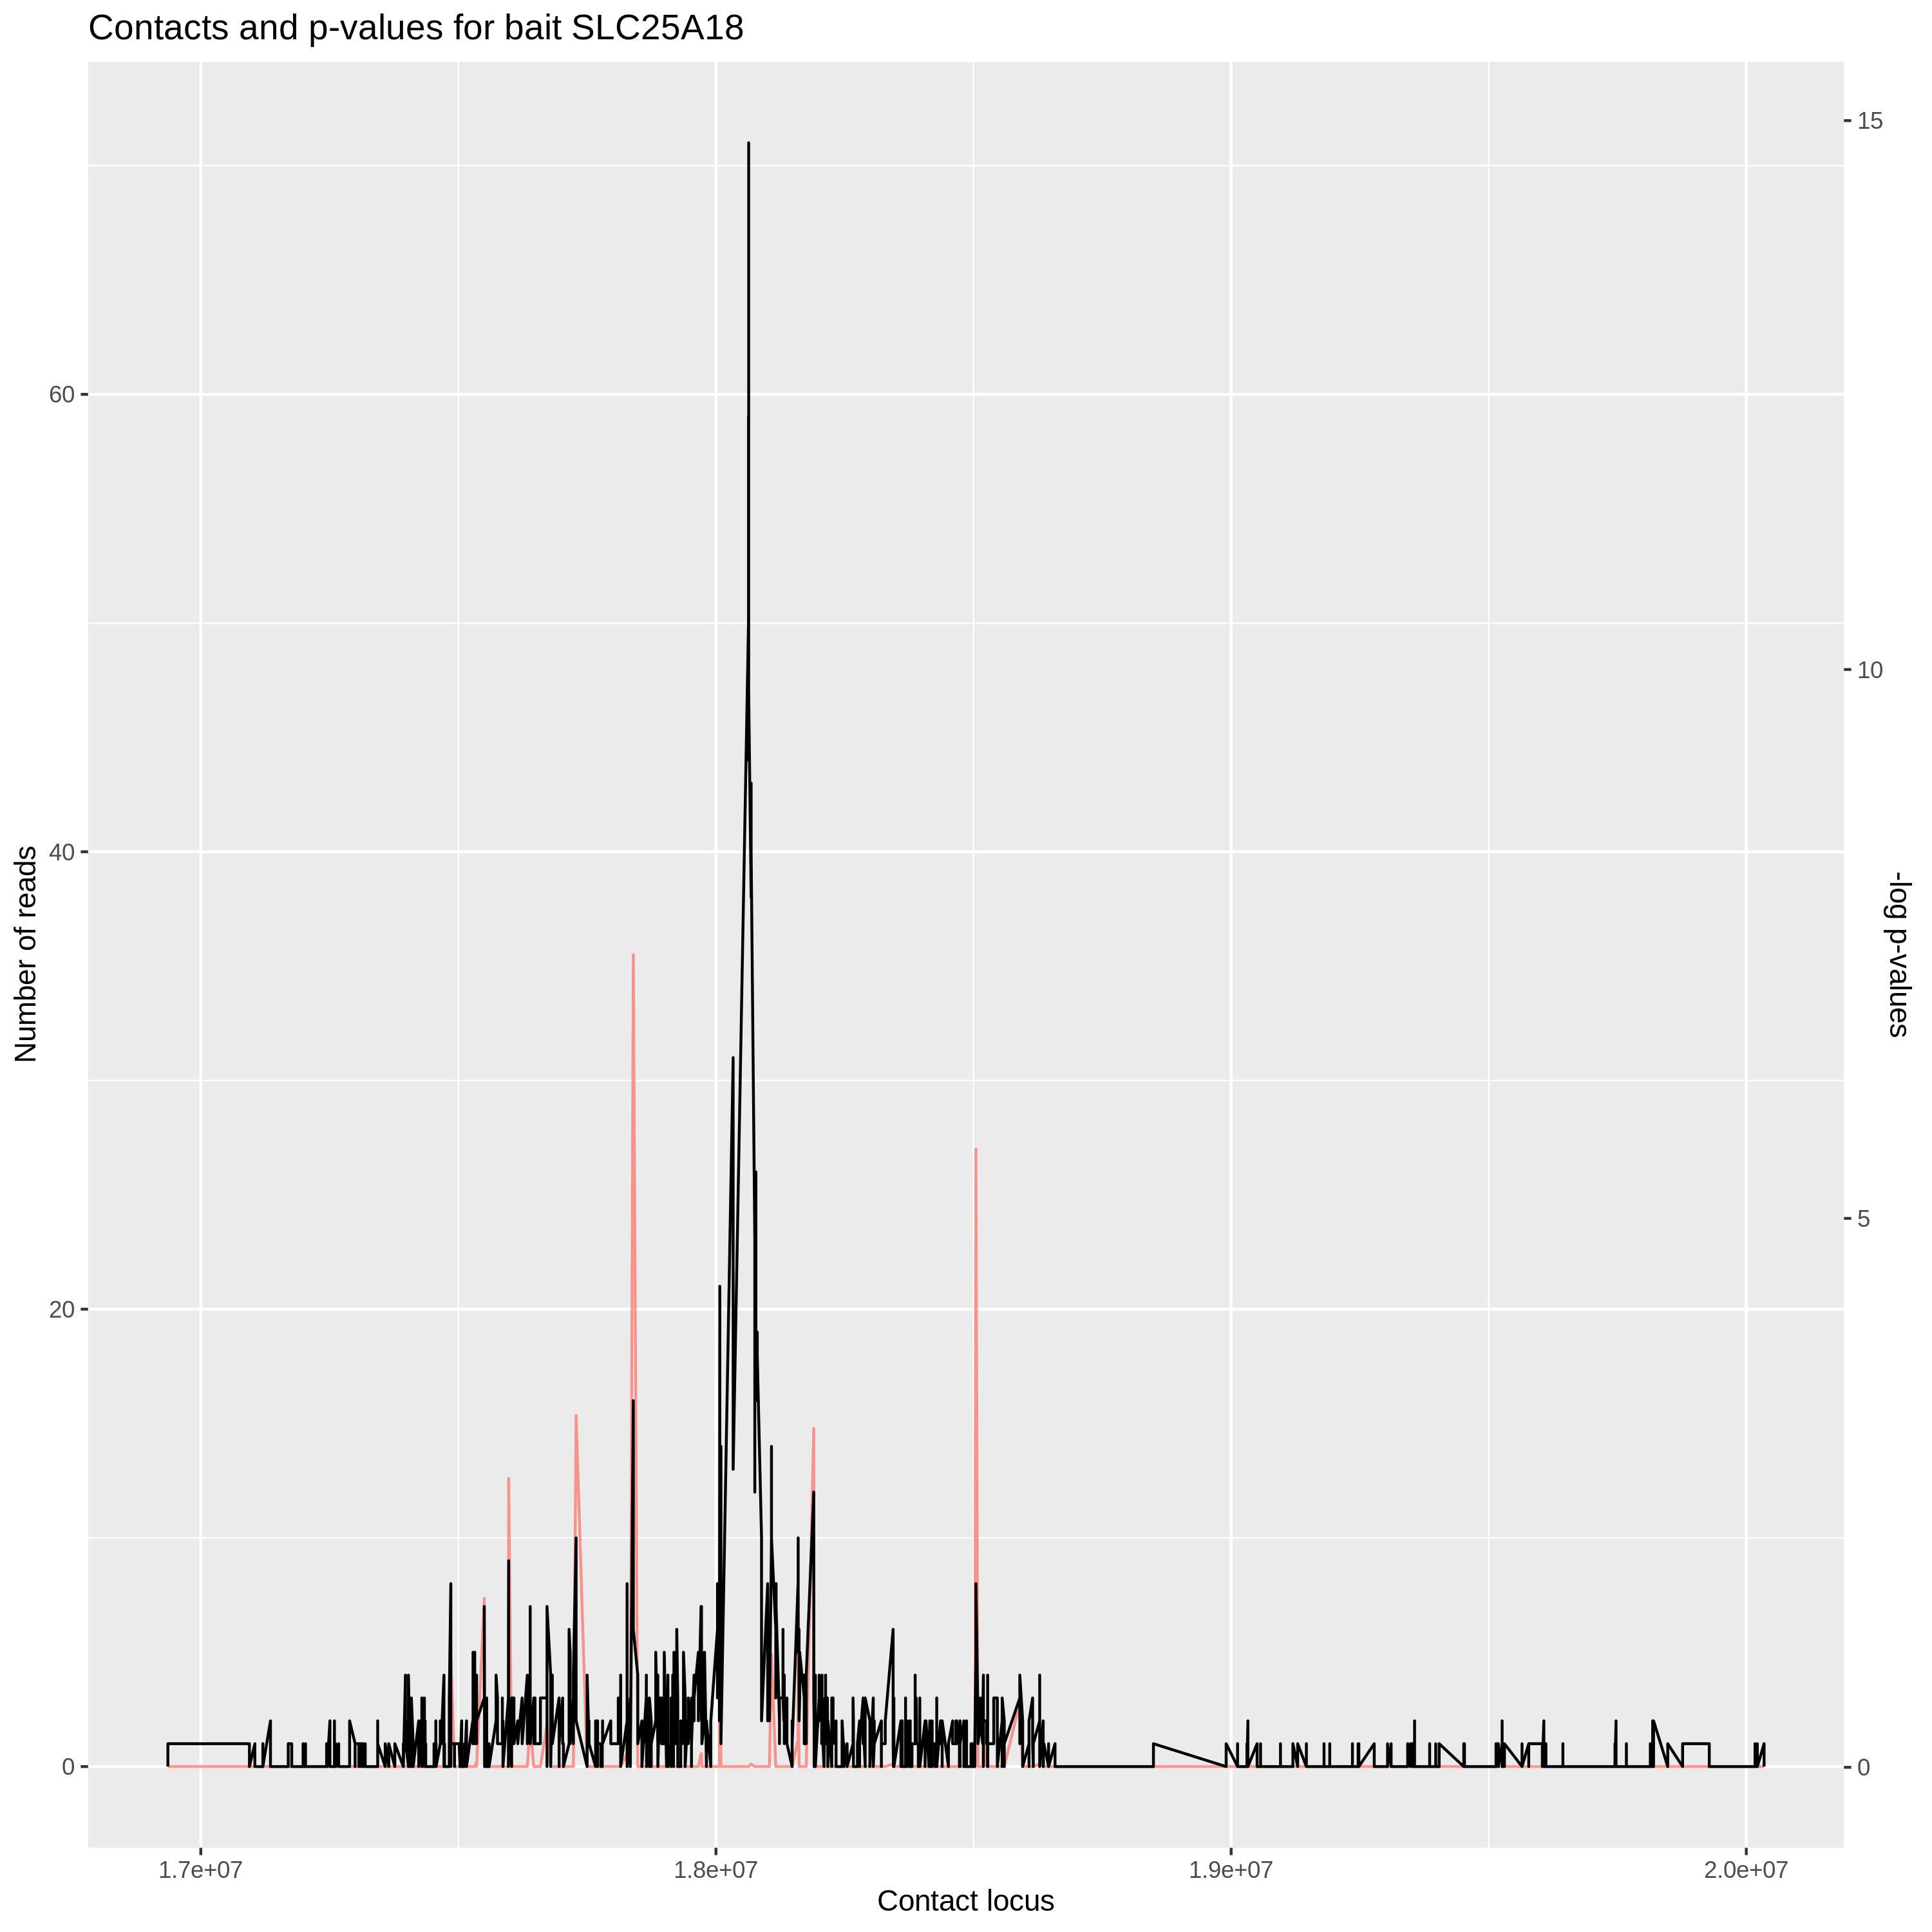 Contacts and p-values for bait SLC25A18
Number of reads
60
40
20
0
15
10
5
0
-log p-values
1.7e+07
1.8e+07
1.9e+07
2.0e+07
Contact locus